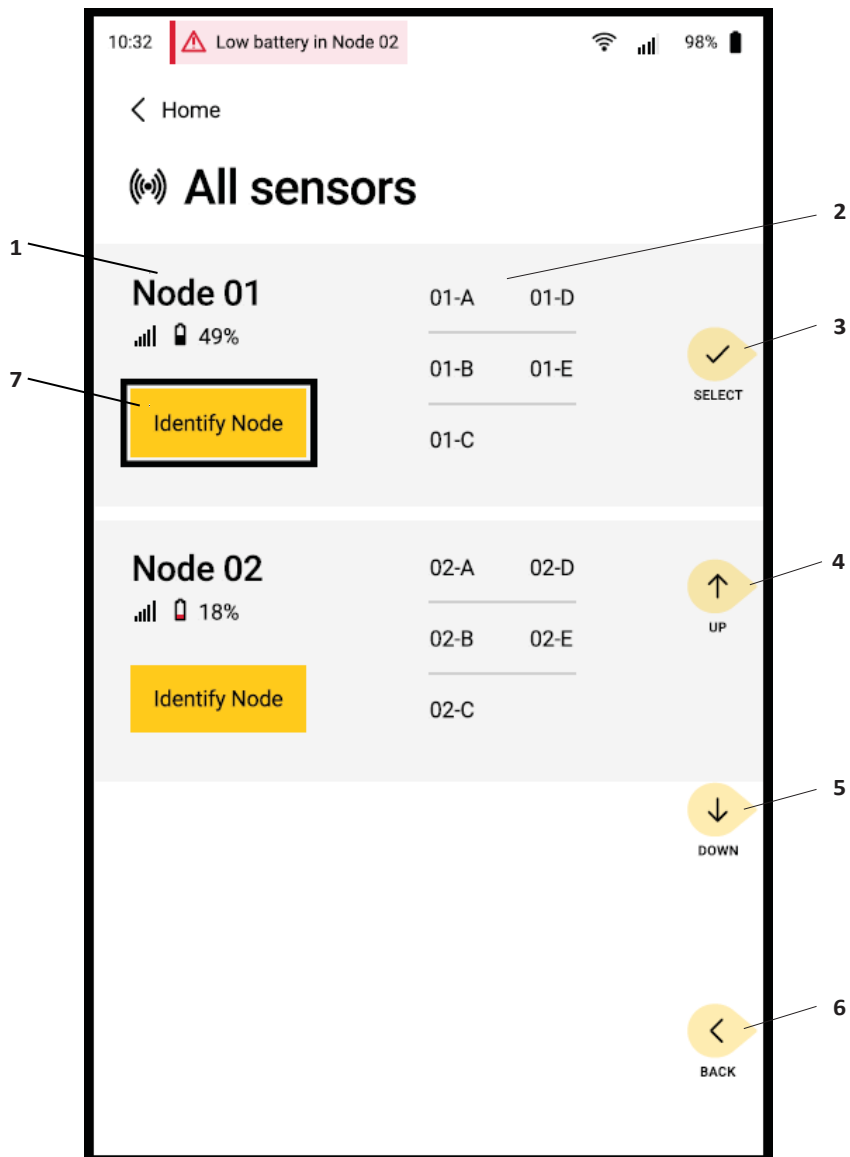 10:32 Low battery in Node 02 98%
Home
All sensors
2
1
Node 01
01-A 01-D
3
49%
01-B 01-E
SELECT
7
Identify Node
01-C
4
Node 02
02-A 02-D
18%
UP
02-B 02-E
Identify Node
02-C
5
DOWN
6
BACK